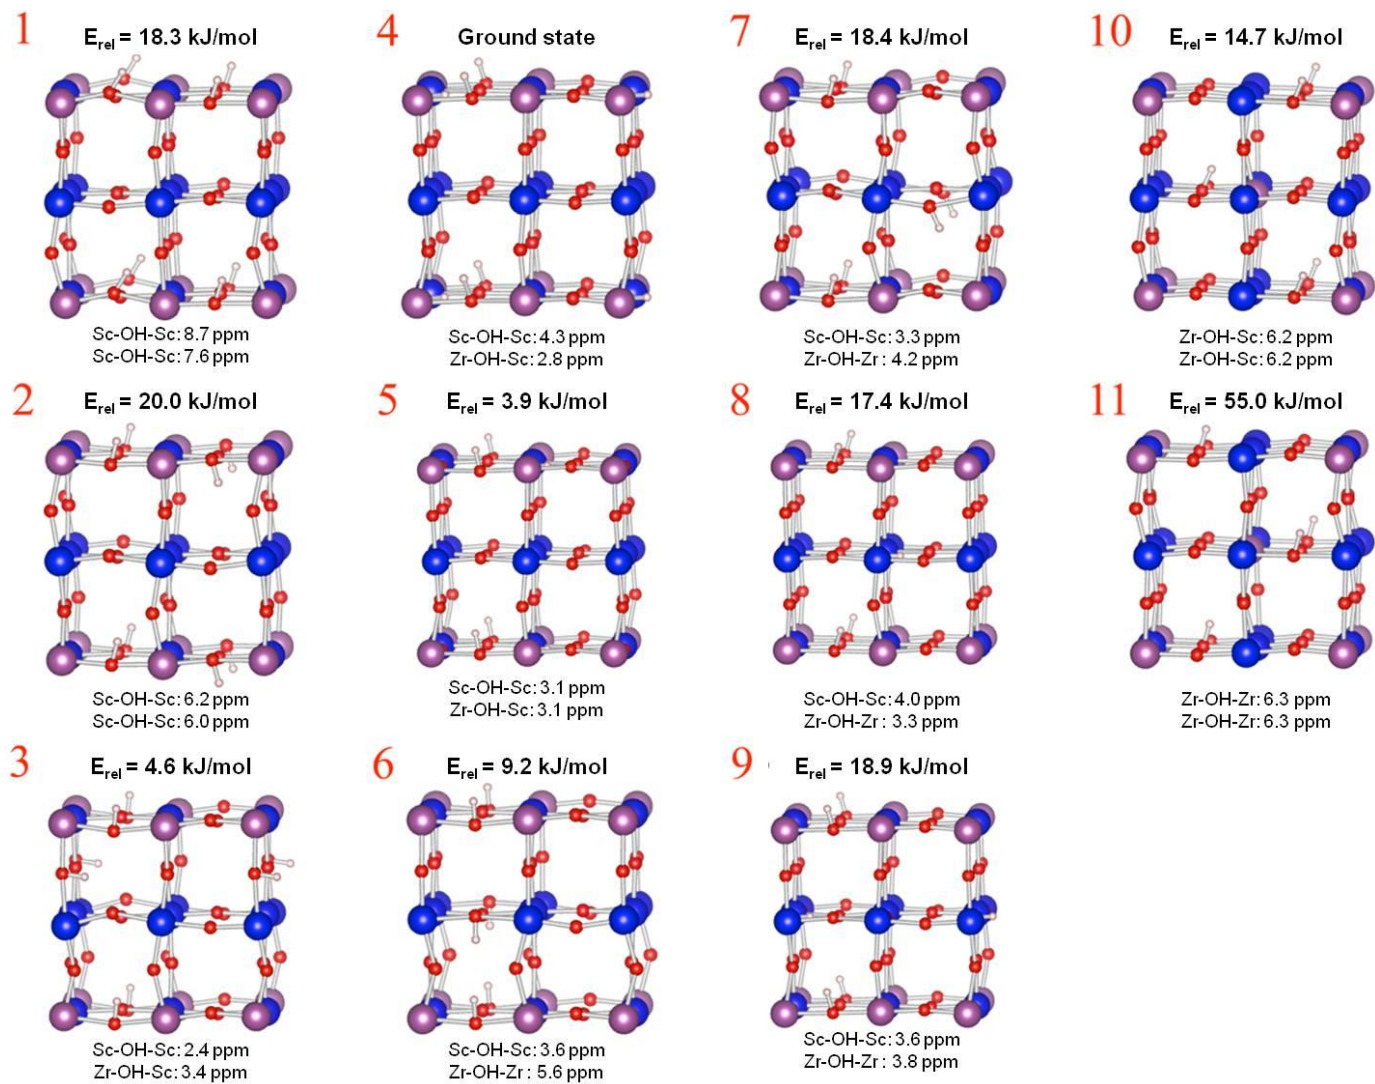 1
E_rel = 18.3 kJ/mol
Sc-OH-Sc: 8.7 ppm
Sc-OH-Sc: 7.6 ppm
4
Ground state
Sc-OH-Sc: 4.3 ppm
Zr-OH-Sc: 2.8 ppm
7
E_rel = 18.4 kJ/mol
Sc-OH-Sc: 3.3 ppm
Zr-OH-Zr : 4.2 ppm
10
E_rel = 14.7 kJ/mol
Zr-OH-Sc: 6.2 ppm
Zr-OH-Sc: 6.2 ppm
2
E_rel = 20.0 kJ/mol
Sc-OH-Sc: 6.2 ppm
Sc-OH-Sc: 6.0 ppm
5
E_rel = 3.9 kJ/mol
Sc-OH-Sc: 3.1 ppm
Zr-OH-Sc: 3.1 ppm
8
E_rel = 17.4 kJ/mol
Sc-OH-Sc: 4.0 ppm
Zr-OH-Zr : 3.3 ppm
11
E_rel = 55.0 kJ/mol
Zr-OH-Zr: 6.3 ppm
Zr-OH-Zr: 6.3 ppm
3
E_rel = 4.6 kJ/mol
Sc-OH-Sc: 2.4 ppm
Zr-OH-Sc: 3.4 ppm
6
E_rel = 9.2 kJ/mol
Sc-OH-Sc: 3.6 ppm
Zr-OH-Zr : 5.6 ppm
9
E_rel = 18.9 kJ/mol
Sc-OH-Sc: 3.6 ppm
Zr-OH-Zr : 3.8 ppm